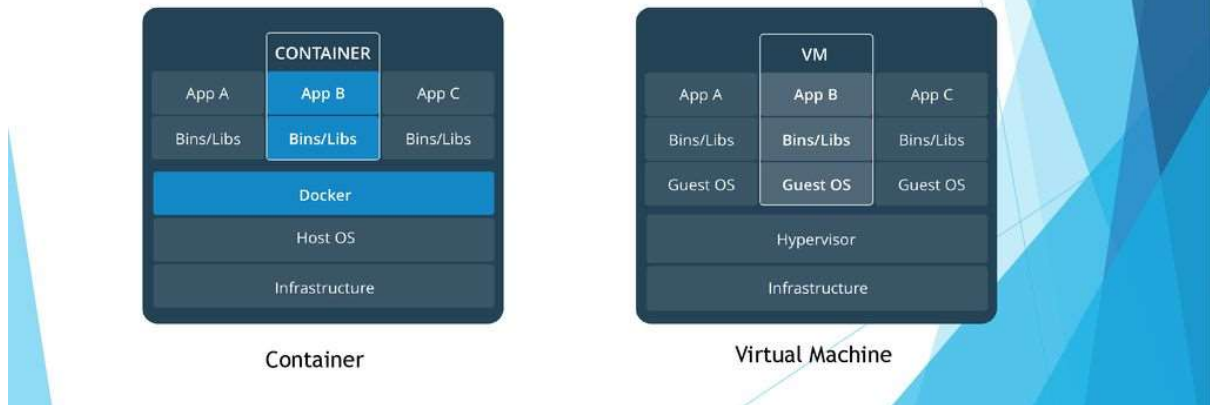 CONTAINER
App A App B App C
Bins/Libs Bins/Libs Bins/Libs
Docker
Host OS
Infrastructure
Container
VM
App A App B App C
Bins/Libs Bins/Libs Bins/Libs
Guest OS Guest OS Guest OS
Hypervisor
Infrastructure
Virtual Machine